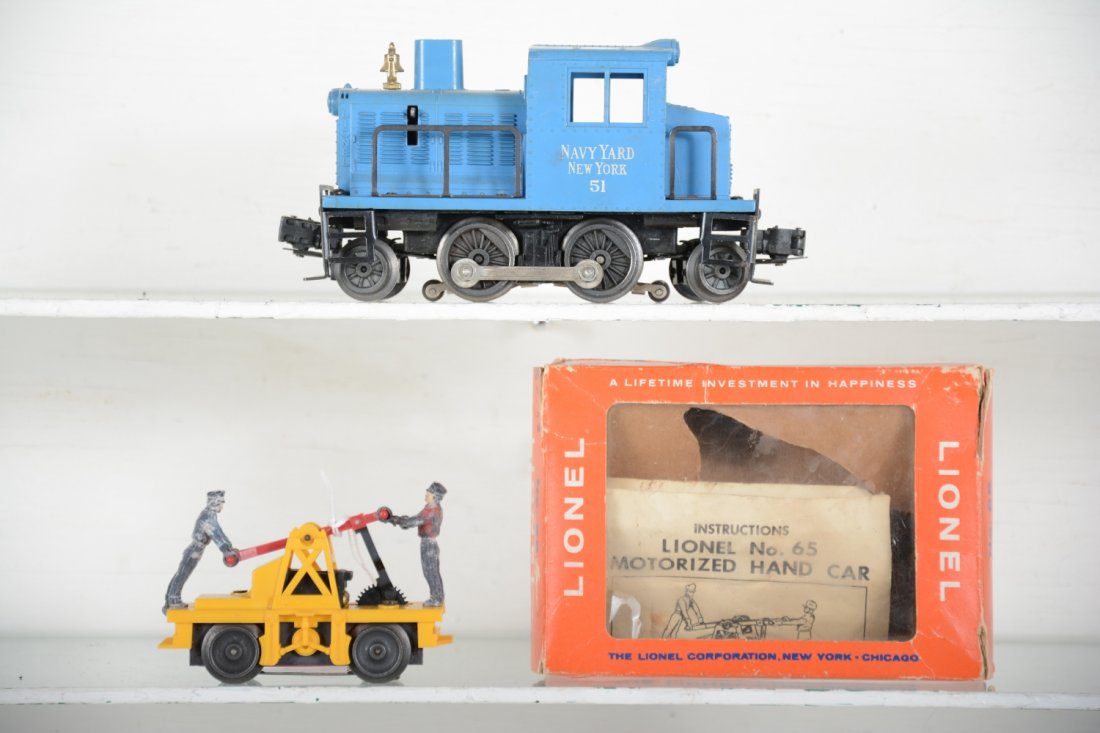 NAVY YARD
NEW YORK
51
A LIFETIME INVESTMENT IN HAPPINESS
LIONEL
INSTRUCTIONS
LIONEL No. 65
MOTORIZED HAND CAR
LIONEL
THE LIONEL CORPORATION, NEW YORK • CHICAGO